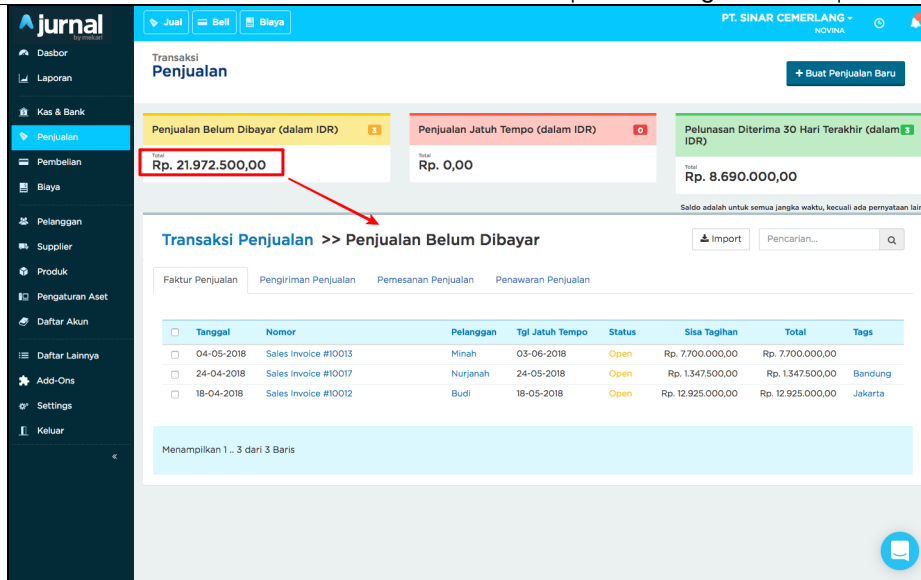 jurnal
by mekari
Jual
Beli
Biaya
PT. SINAR CEMERLANG
NOVINA
Dasbor
Laporan
Kas & Bank
Penjualan
Pembelian
Biaya
Pelanggan
Supplier
Produk
Pengaturan Aset
Daftar Akun
Daftar Lainnya
Add-Ons
Settings
Keluar
«
Transaksi
Penjualan
+ Buat Penjualan Baru
Penjualan Belum Dibayar (dalam IDR) 3
Total
Rp. 21.972.500,00
Penjualan Jatuh Tempo (dalam IDR) 0
Total
Rp. 0,00
Pelunasan Diterima 30 Hari Terakhir (dalam 3
IDR)
Total
Rp. 8.690.000,00
Saldo adalah untuk semua jangka waktu, kecuali ada pernyataan lain
Transaksi Penjualan >> Penjualan Belum Dibayar
Import
Pencarian...
Faktur Penjualan Pengiriman Penjualan Pemesanan Penjualan Penawaran Penjualan
Tanggal Nomor Pelanggan Tgl Jatuh Tempo Status Sisa Tagihan Total Tags
04-05-2018 Sales Invoice #10013 Minah 03-06-2018 Open Rp. 7.700.000,00 Rp. 7.700.000,00
24-04-2018 Sales Invoice #10017 Nurjanah 24-05-2018 Open Rp. 1.347.500,00 Rp. 1.347.500,00 Bandung
18-04-2018 Sales Invoice #10012 Budi 18-05-2018 Open Rp. 12.925.000,00 Rp. 12.925.000,00 Jakarta
Menampilkan 1 .. 3 dari 3 Baris